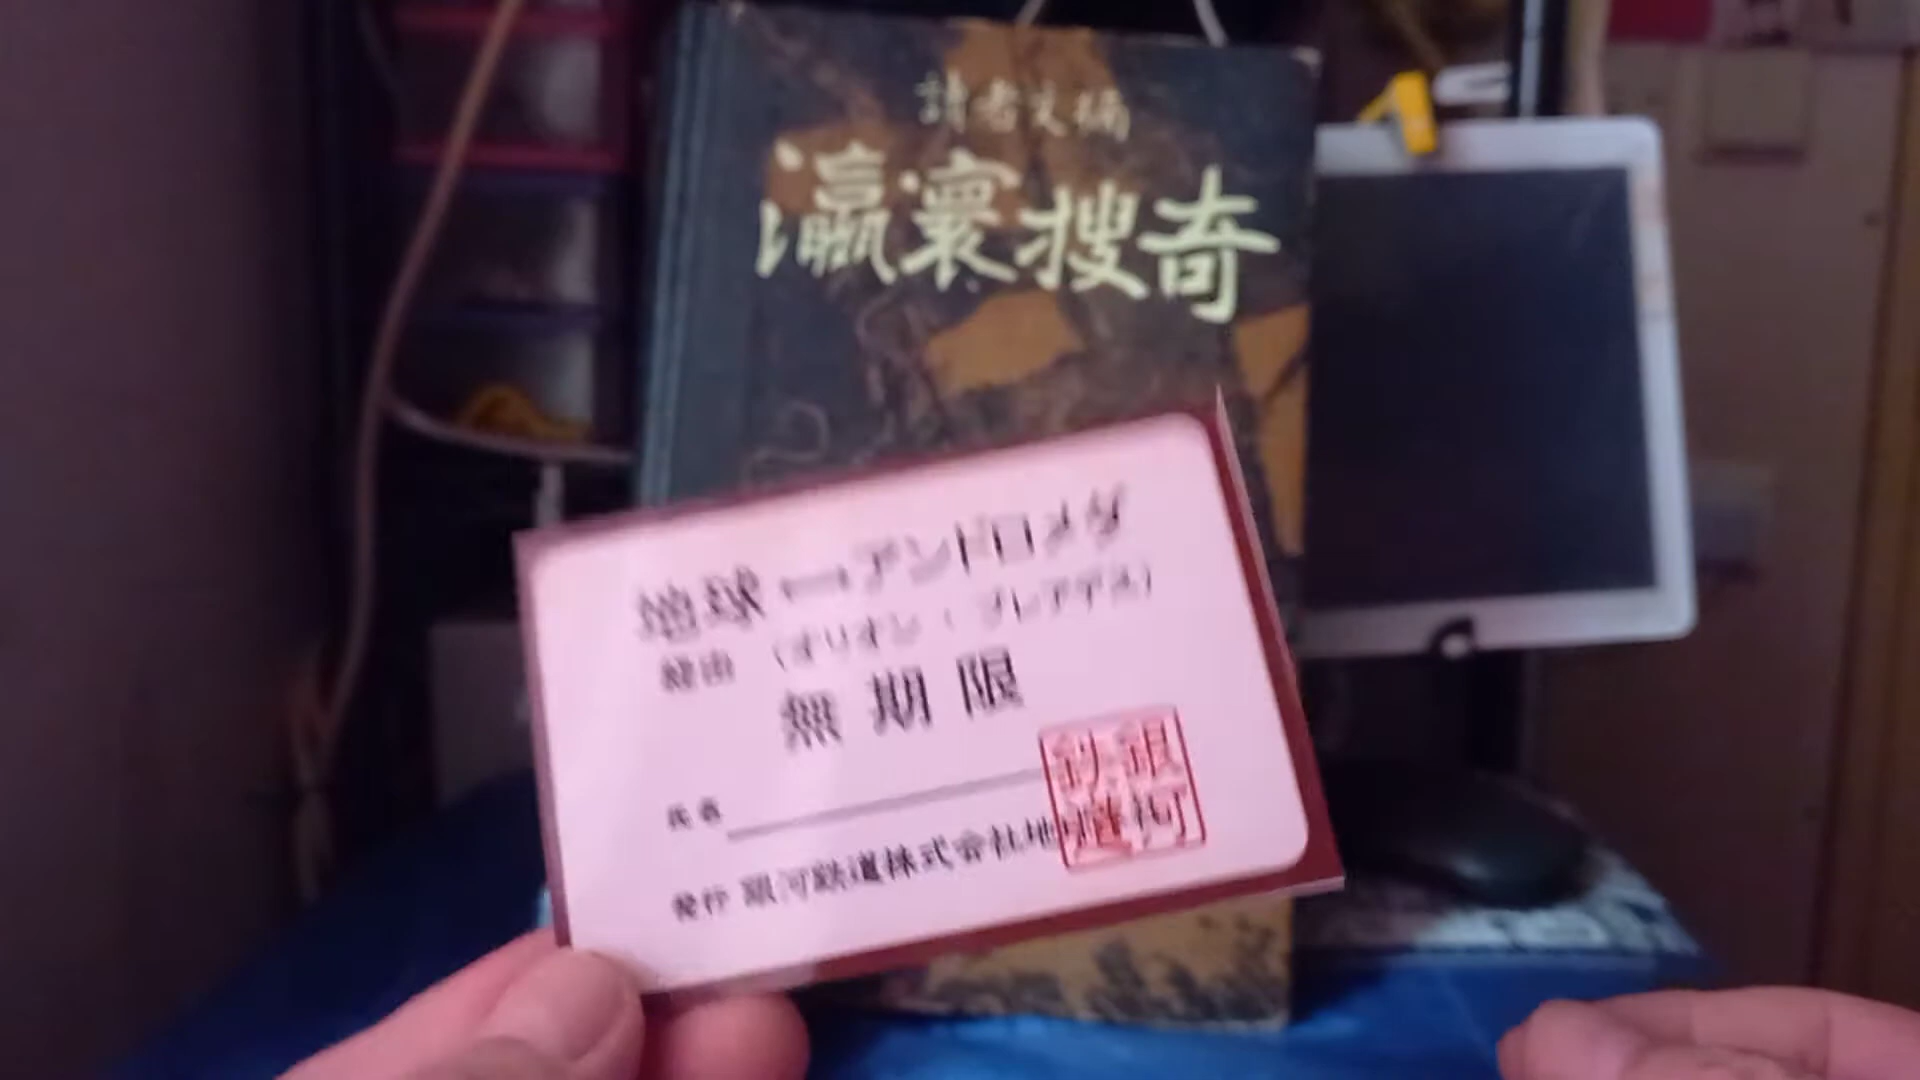 讀者文摘
瀛寰搜奇
地球―アンドロメダ
経由 (オリオン・プレアデス)
無期限
氏名
発行 銀河鉄道株式会社地球
銀河
鉄道